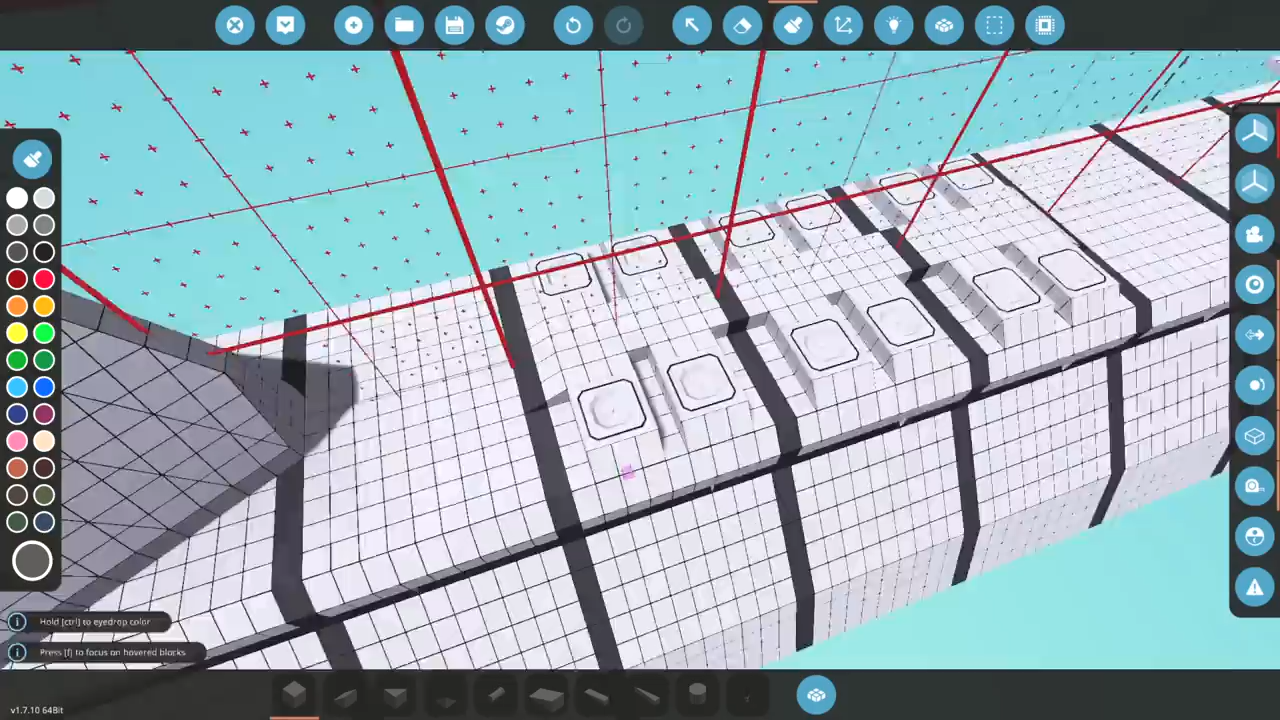 Hold [ctrl] to eyedrop color
Press [f] to focus on hovered blocks
v1.7.10 64Bit